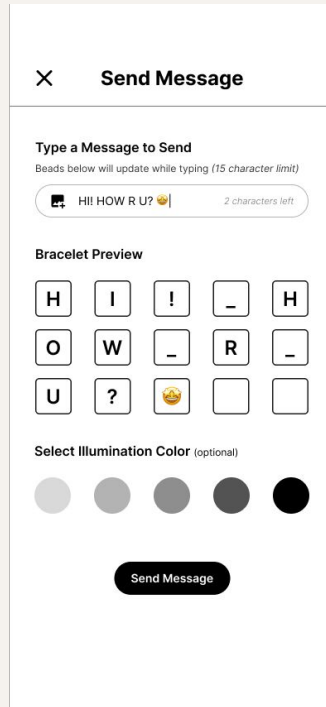 Send Message
Type a Message to Send
Beads below will update while typing (15 character limit)
HI! HOW R U? 🤩 2 characters left
Bracelet Preview
H I ! _ H
O W _ R _
U ? 🤩
Select Illumination Color (optional)
Send Message